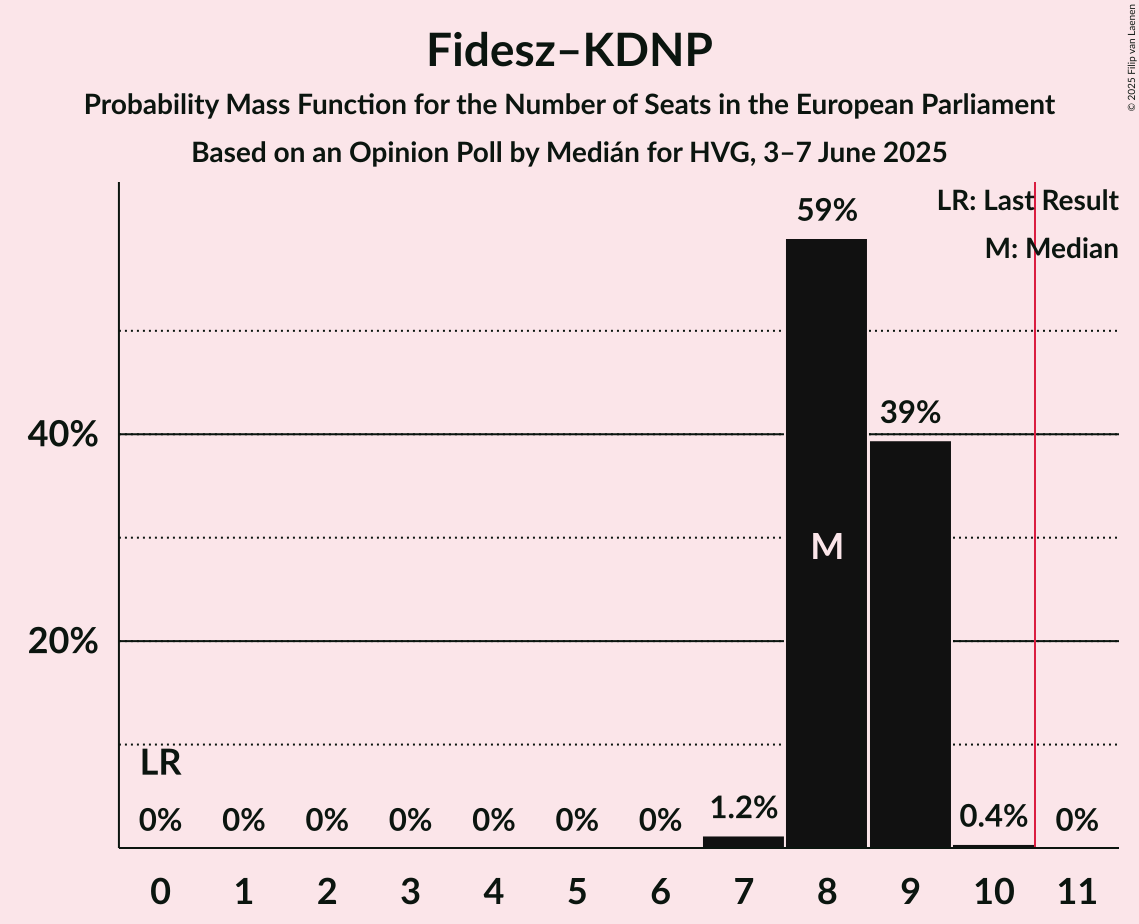 Fidesz–KDNP
Probability Mass Function for the Number of Seats in the European Parliament
Based on an Opinion Poll by Medián for HVG, 3–7 June 2025
© 2025 Filip van Laenen
LR: Last Result
M: Median
59%
39%
40%
M
20%
LR
0% 0% 0% 0% 0% 0% 0% 1.2% 0.4% 0%
0 1 2 3 4 5 6 7 8 9 10 11